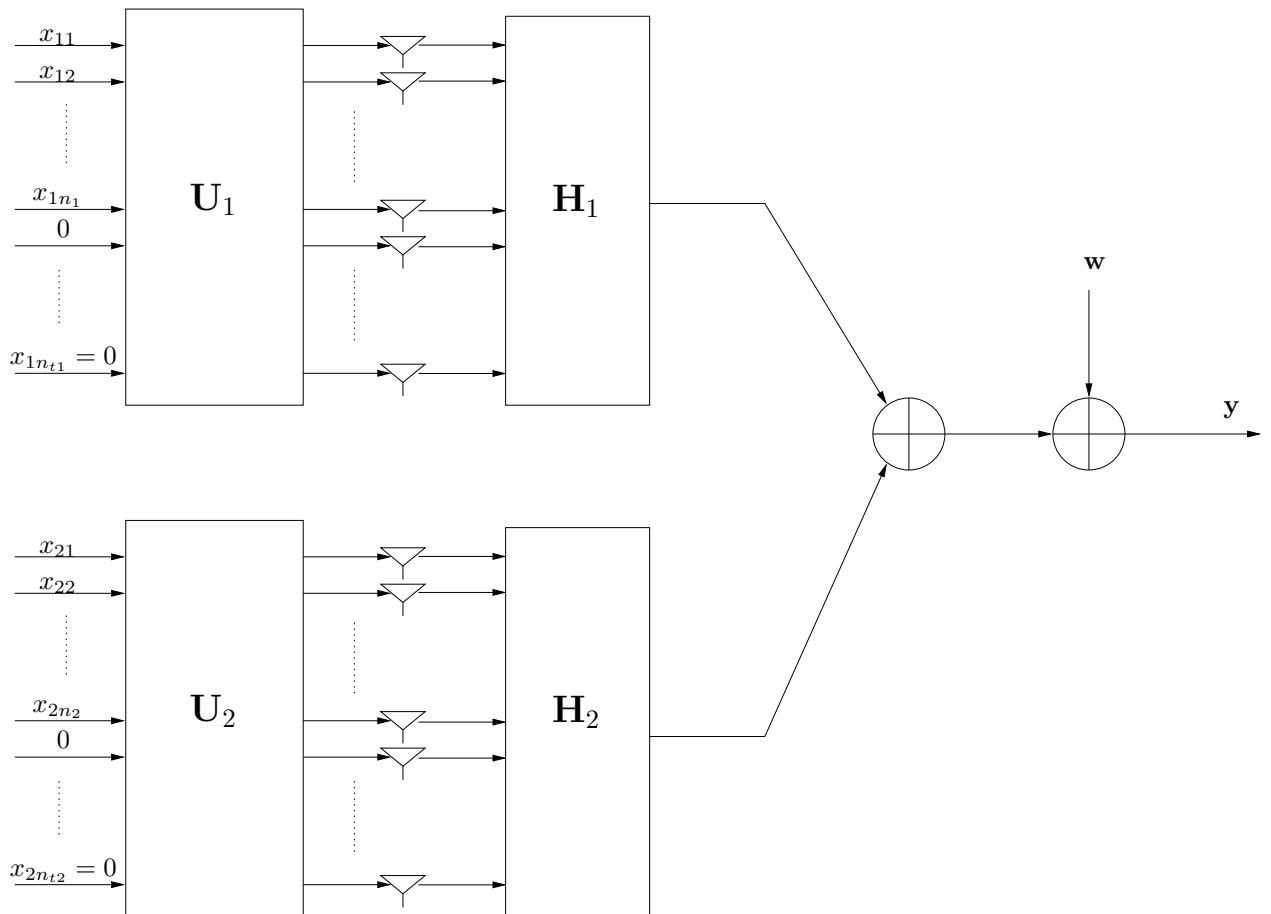 x₁₁
x₁₂
x₁ₙ₁
0
x₁ₙₜ₁ = 0
U₁
H₁
w
y
x₂₁
x₂₂
x₂ₙ₂
0
x₂ₙₜ₂ = 0
U₂
H₂